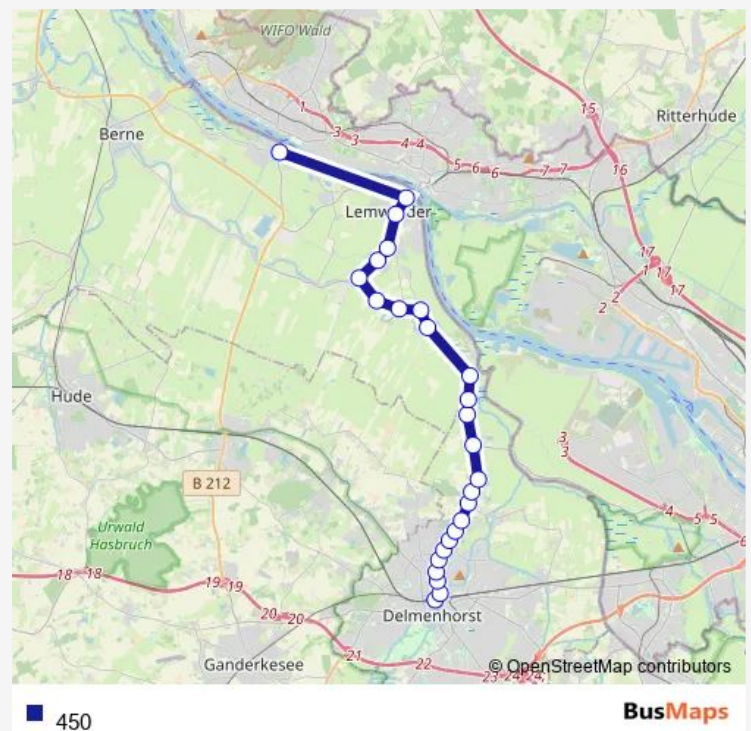 WIFO Wald
1
3
3
4 4
5
6
6
7 7
15
16
Ritterhude
Berne
Lemwerder
17
1
17
17
2
2
Hude
3
3
B 212
4
5 5
6
Urwald
Hasbruch
18 18
19 19
20 20
Delmenhorst
21
22
Ganderkesee
23 24 24
© OpenStreetMap contributors
450
BusMaps